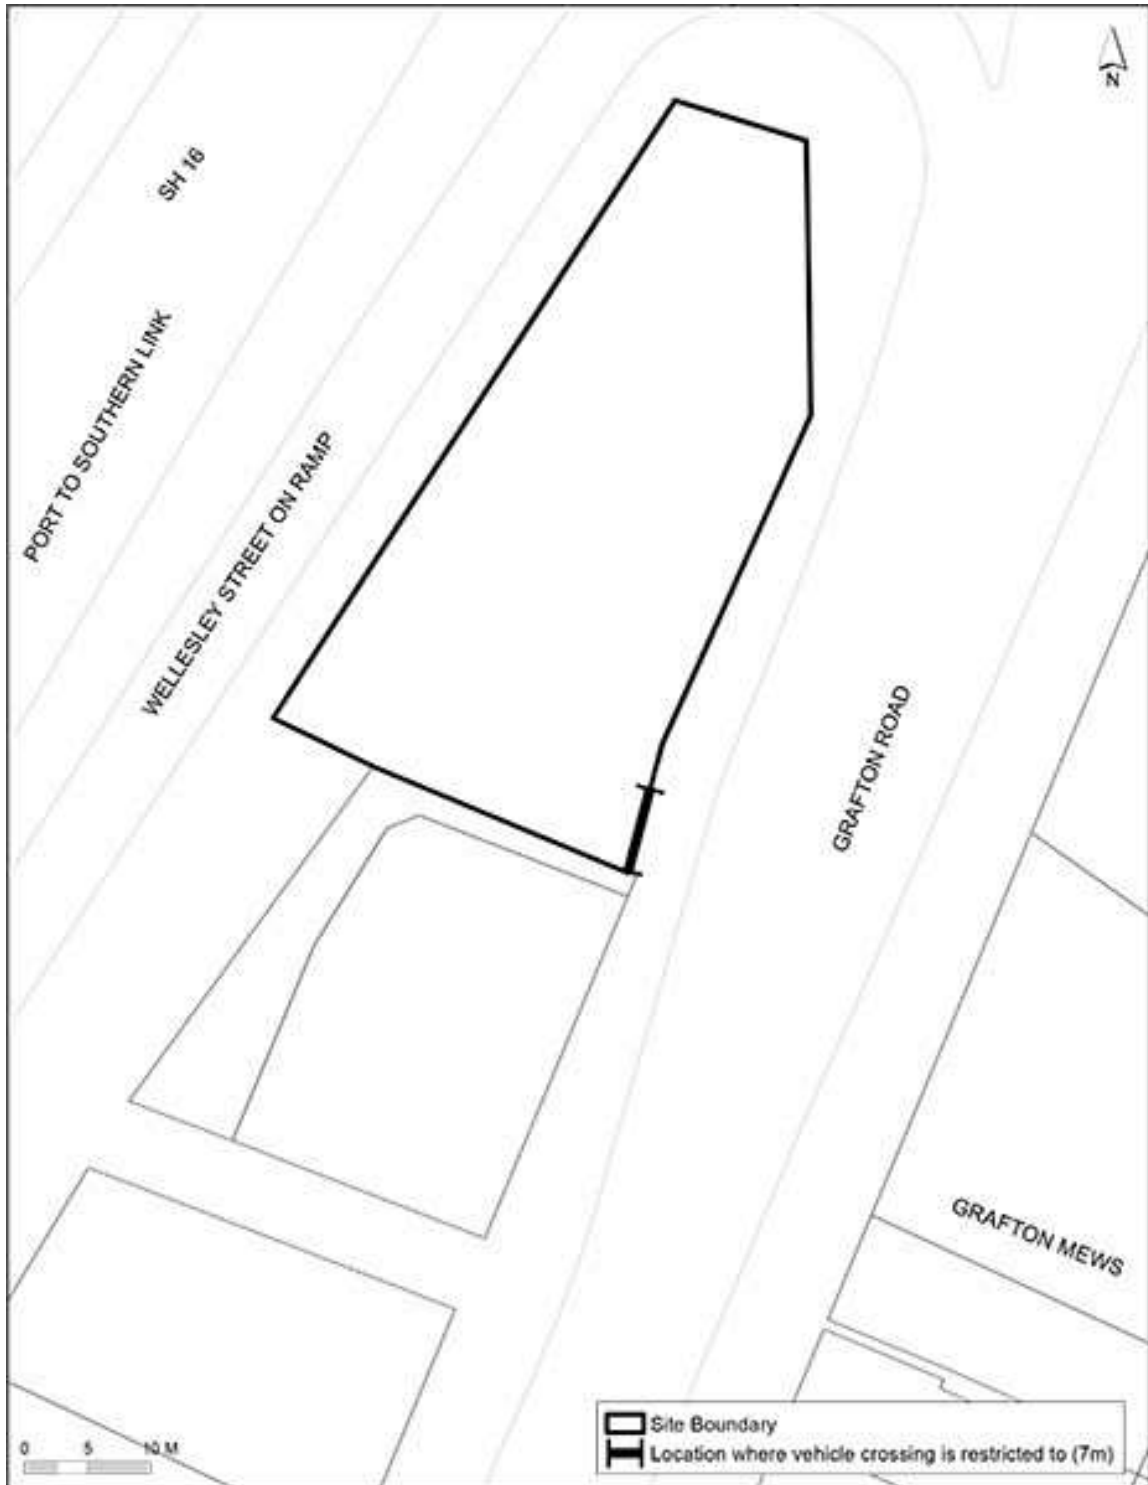 N
SH 16
PORT TO SOUTHERN LINK
WELLESLEY STREET ON RAMP
GRAFTON ROAD
GRAFTON MEWS
0 5 10 M
Site Boundary
Location where vehicle crossing is restricted to (7m)